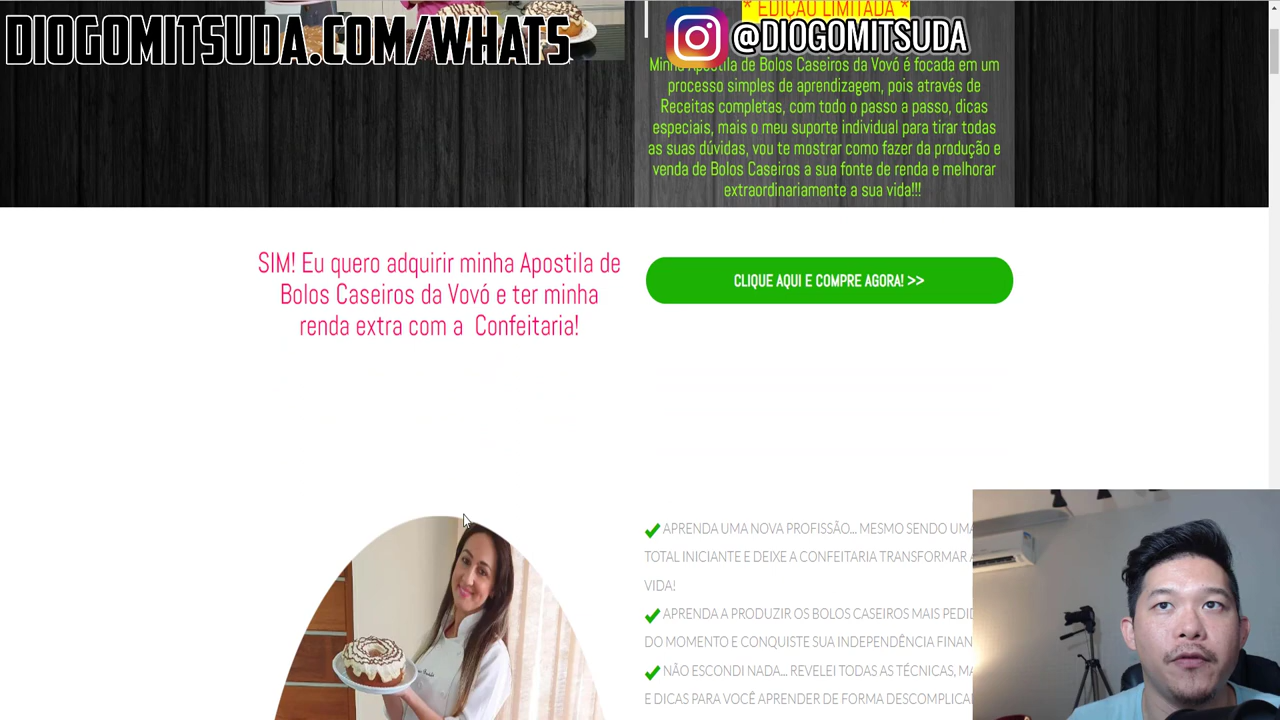 DIOGOMITSUDA.COM/WHATS
* EDIÇÃO LIMITADA *
@DIOGOMITSUDA
Minha Apostila de Bolos Caseiros da Vovó é focada em um
processo simples de aprendizagem, pois através de
Receitas completas, com todo o passo a passo, dicas
especiais, mais o meu suporte individual para tirar todas
as suas dúvidas, vou te mostrar como fazer da produção e
venda de Bolos Caseiros a sua fonte de renda e melhorar
extraordinariamente a sua vida!!!
SIM! Eu quero adquirir minha Apostila de
Bolos Caseiros da Vovó e ter minha
renda extra com a Confeitaria!
CLIQUE AQUI E COMPRE AGORA! >>
APRENDA UMA NOVA PROFISSÃO... MESMO SENDO UMA
TOTAL INICIANTE E DEIXE A CONFEITARIA TRANSFORMAR A
VIDA!
APRENDA A PRODUZIR OS BOLOS CASEIROS MAIS PEDID
DO MOMENTO E CONQUISTE SUA INDEPENDÊNCIA FINAN
NÃO ESCONDI NADA... REVELEI TODAS AS TÉCNICAS, MA
E DICAS PARA VOCÊ APRENDER DE FORMA DESCOMPLICA